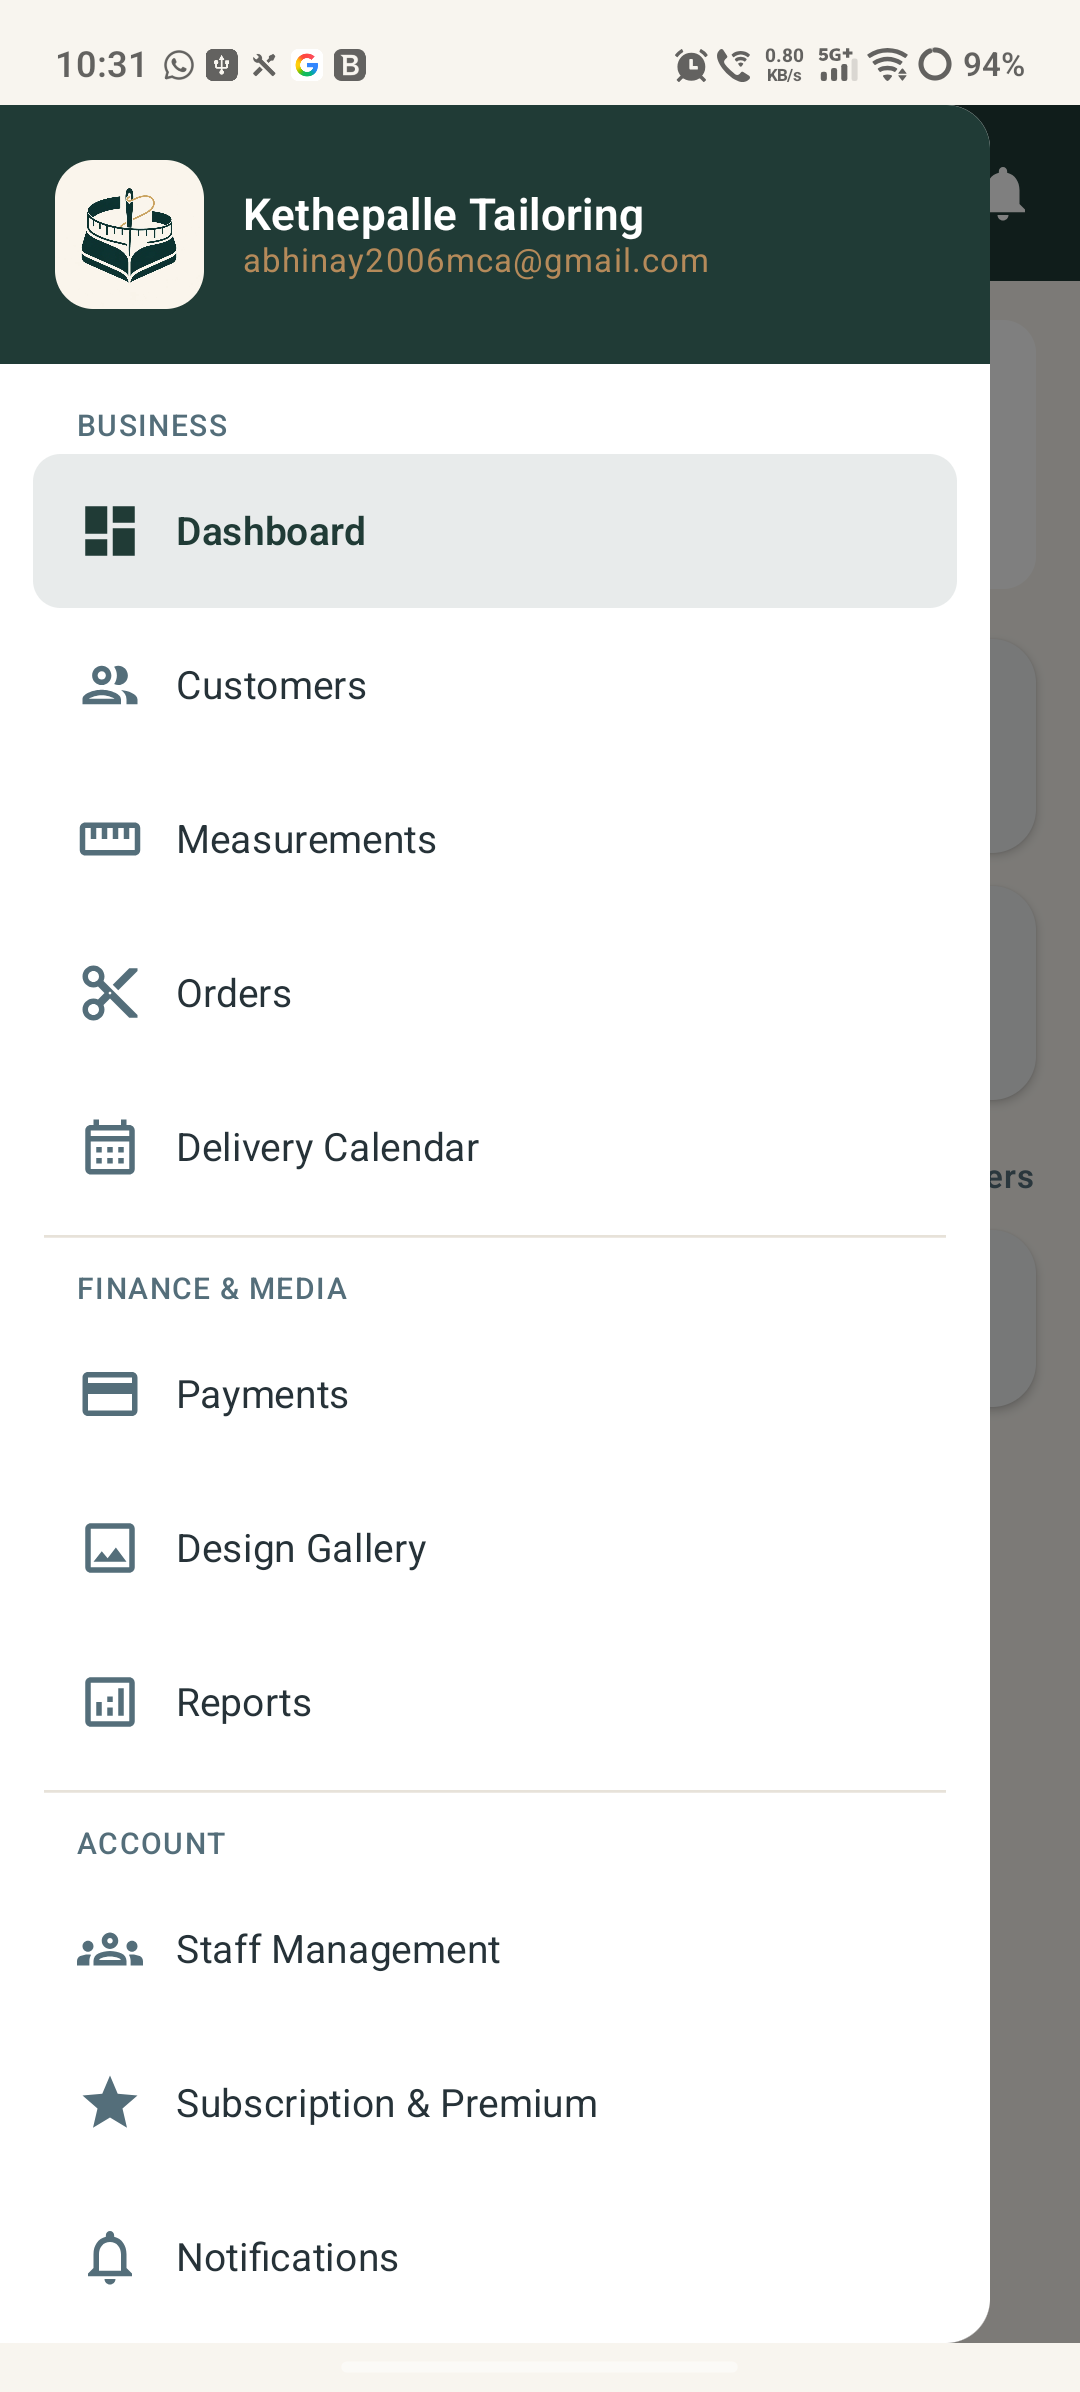 10:31 B 0.80 KB/s 5G+ 94%
Kethepalle Tailoring
abhinay2006mca@gmail.com
BUSINESS
Dashboard
Customers
Measurements
Orders
Delivery Calendar
ers
FINANCE & MEDIA
Payments
Design Gallery
Reports
ACCOUNT
Staff Management
Subscription & Premium
Notifications